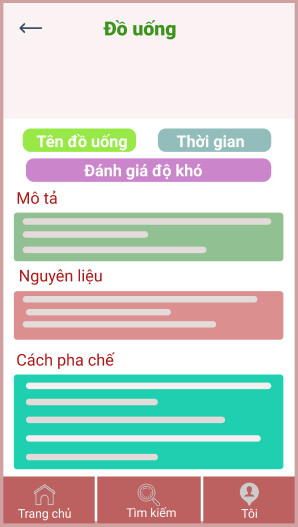 Đồ uống
Tên đồ uống Thời gian
Đánh giá độ khó
Mô tả
Nguyên liệu
Cách pha chế
Trang chủ Tìm kiếm Tôi